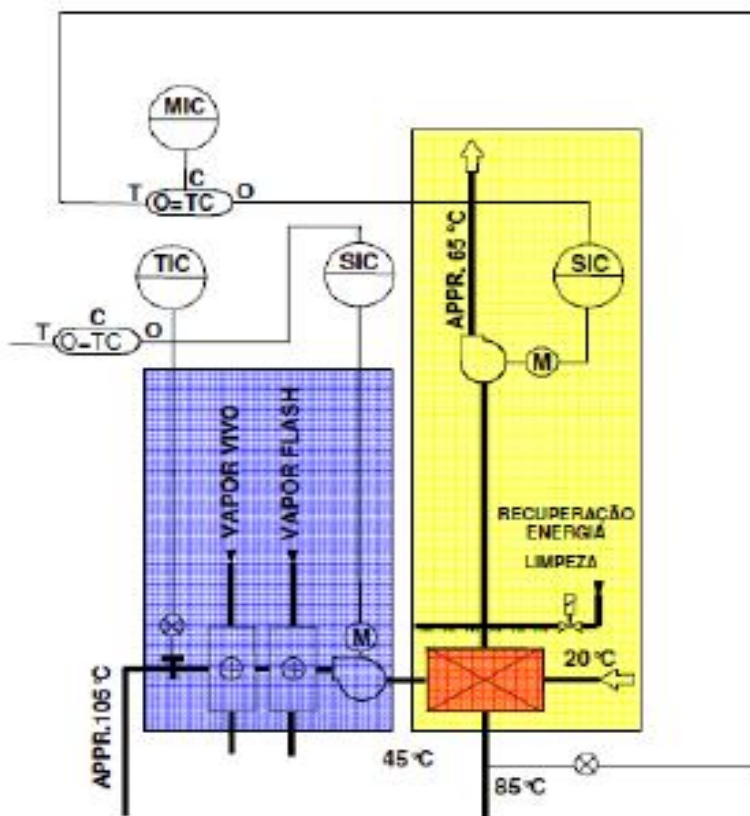 MIC
T C O
O=TC
TIC
SIC
APPR. 65 °C
SIC
T C O
O=TC
M
VAPOR VIVO
VAPOR FLASH
RECUPERAÇÃO
ENERGIA
LIMPEZA
M
20 °C
APPR.105 °C
45 °C
85 °C